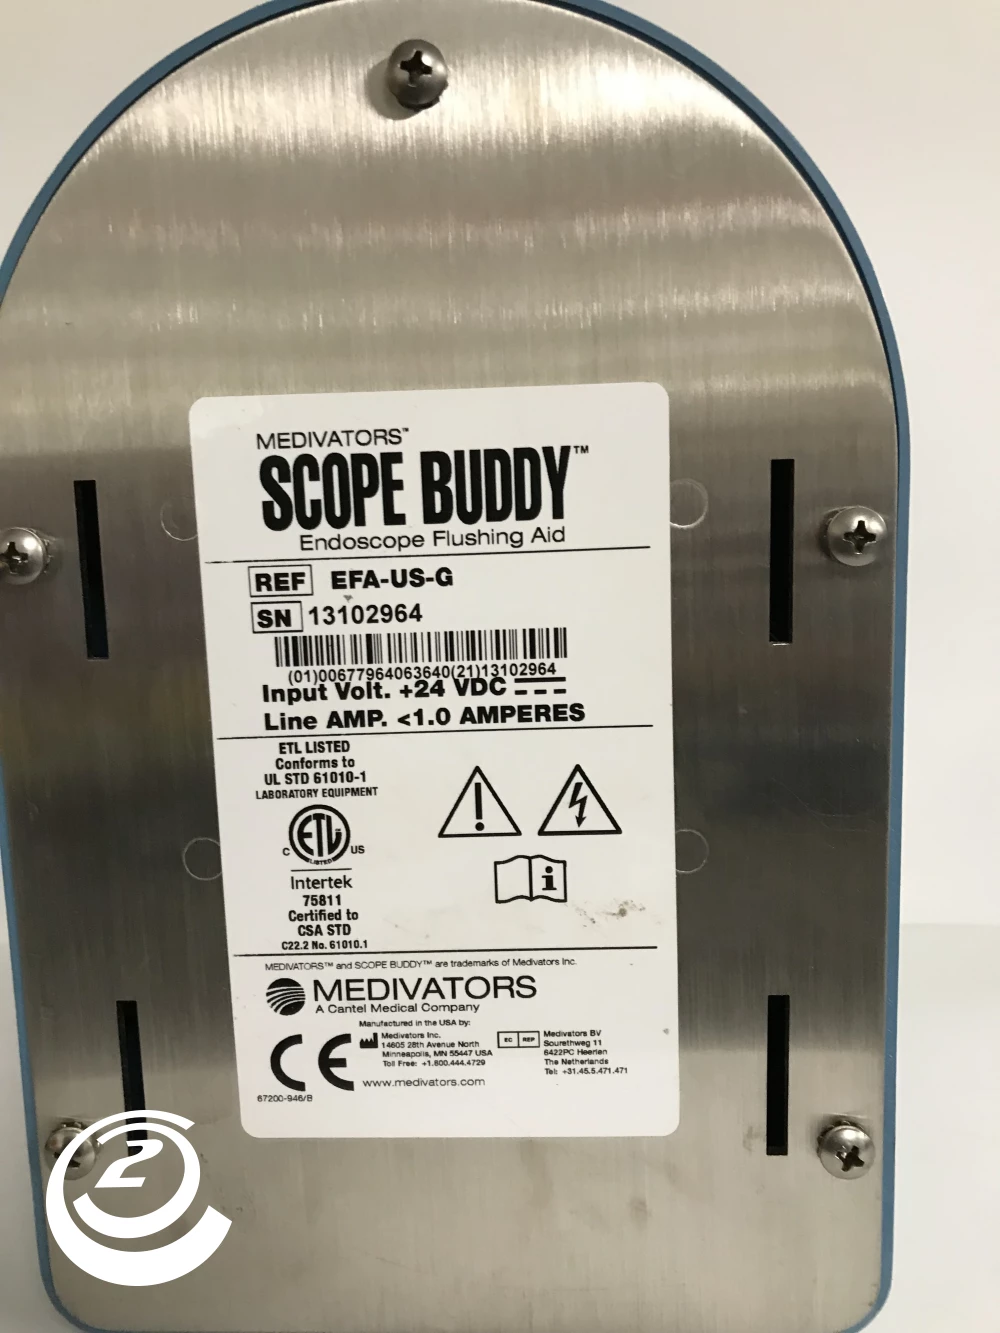 MEDIVATORS™
SCOPE BUDDY™
Endoscope Flushing Aid
REF EFA-US-G
SN 13102964
(01)00677964063640(21)13102964
Input Volt. +24 VDC
Line AMP. <1.0 AMPERES
ETL LISTED
Conforms to
UL STD 61010-1
LABORATORY EQUIPMENT
C ETL US
LISTED
Intertek
75811
Certified to
CSA STD
C22.2 No. 61010.1
i
MEDIVATORS™ and SCOPE BUDDY™ are trademarks of Medivators Inc.
MEDIVATORS
A Cantel Medical Company
CE
Manufactured in the USA by:
Medivators Inc.
14605 28th Avenue North
Minneapolis, MN 55447 USA
Toll Free: +1.800.444.4729
EC REP
Medivators BV
Sourethweg 11
6422PC Heerlen
The Netherlands
Tel: +31.45.5.471.471
www.medivators.com
67200-946/B
2